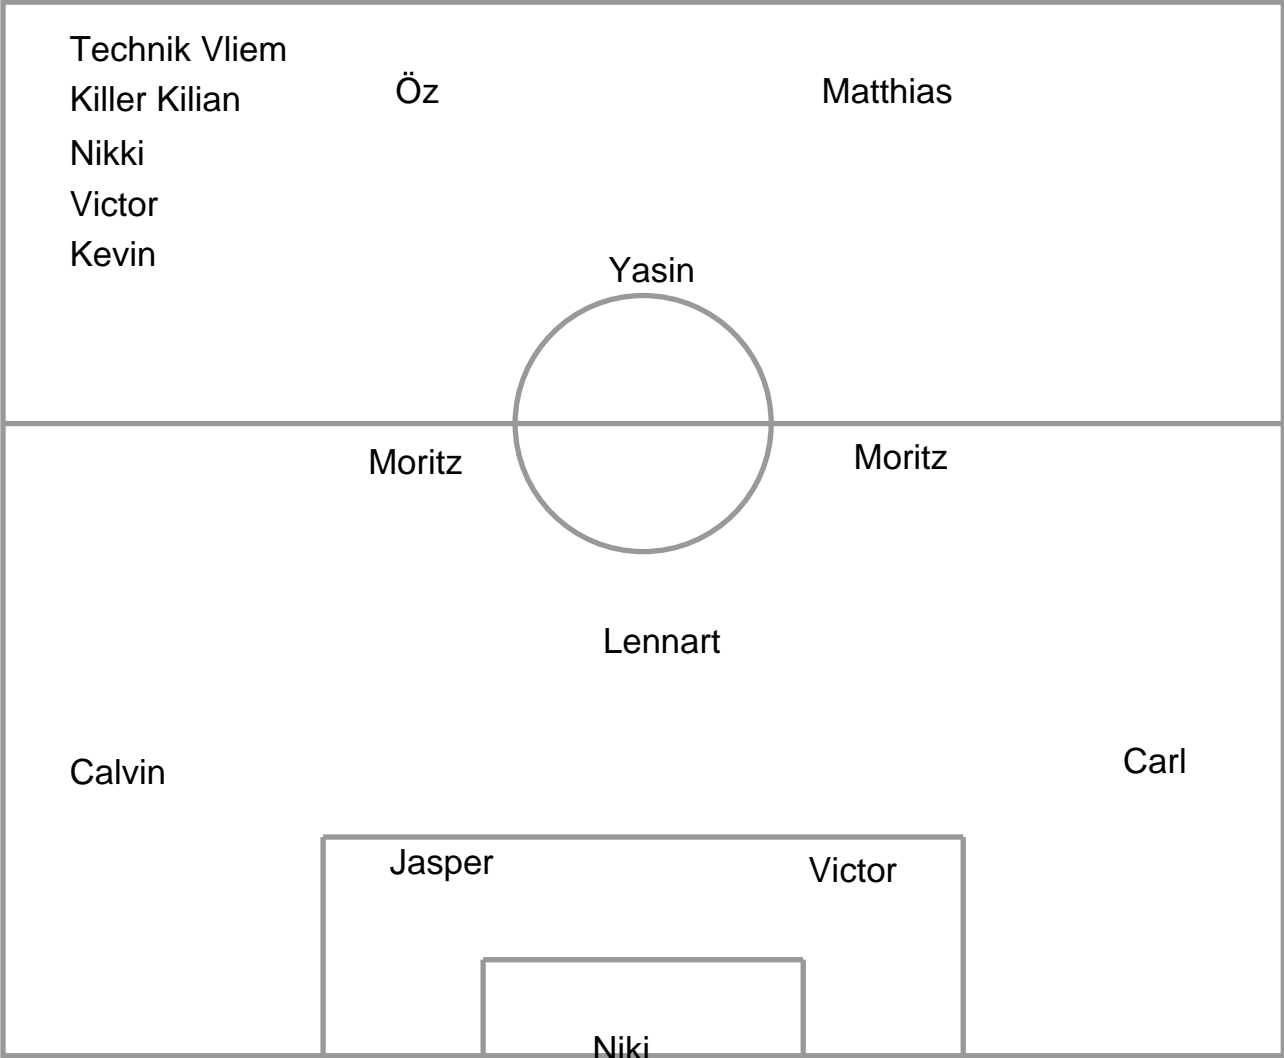 Technik Vliem
Killer Kilian
Nikki
Victor
Kevin
Öz
Matthias
Yasin
Moritz
Moritz
Lennart
Calvin
Carl
Jasper
Victor
Niki